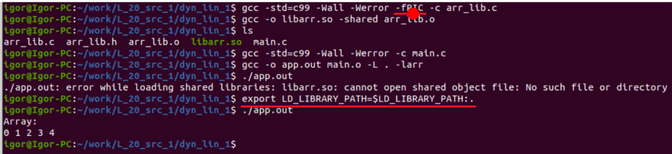 igor@Igor-PC:~/work/L_20_src_1/dyn_lin_1$ gcc -std=c99 -Wall -Werror -fPIC -c arr_lib.c
igor@Igor-PC:~/work/L_20_src_1/dyn_lin_1$ gcc -o libarr.so -shared arr_lib.o
igor@Igor-PC:~/work/L_20_src_1/dyn_lin_1$ ls
arr_lib.c arr_lib.h arr_lib.o libarr.so main.c
igor@Igor-PC:~/work/L_20_src_1/dyn_lin_1$ gcc -std=c99 -Wall -Werror -c main.c
igor@Igor-PC:~/work/L_20_src_1/dyn_lin_1$ gcc -o app.out main.o -L . -larr
igor@Igor-PC:~/work/L_20_src_1/dyn_lin_1$ ./app.out
./app.out: error while loading shared libraries: libarr.so: cannot open shared object file: No such file or directory
igor@Igor-PC:~/work/L_20_src_1/dyn_lin_1$ export LD_LIBRARY_PATH=$LD_LIBRARY_PATH:.
igor@Igor-PC:~/work/L_20_src_1/dyn_lin_1$ ./app.out
Array:
0 1 2 3 4
igor@Igor-PC:~/work/L_20_src_1/dyn_lin_1$